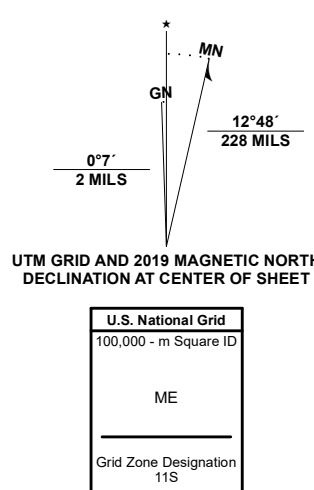 ★
MN
GN
12°48´
228 MILS
0°7´
2 MILS
UTM GRID AND 2019 MAGNETIC NORTH
DECLINATION AT CENTER OF SHEET
U.S. National Grid
100,000 - m Square ID
ME
Grid Zone Designation
11S